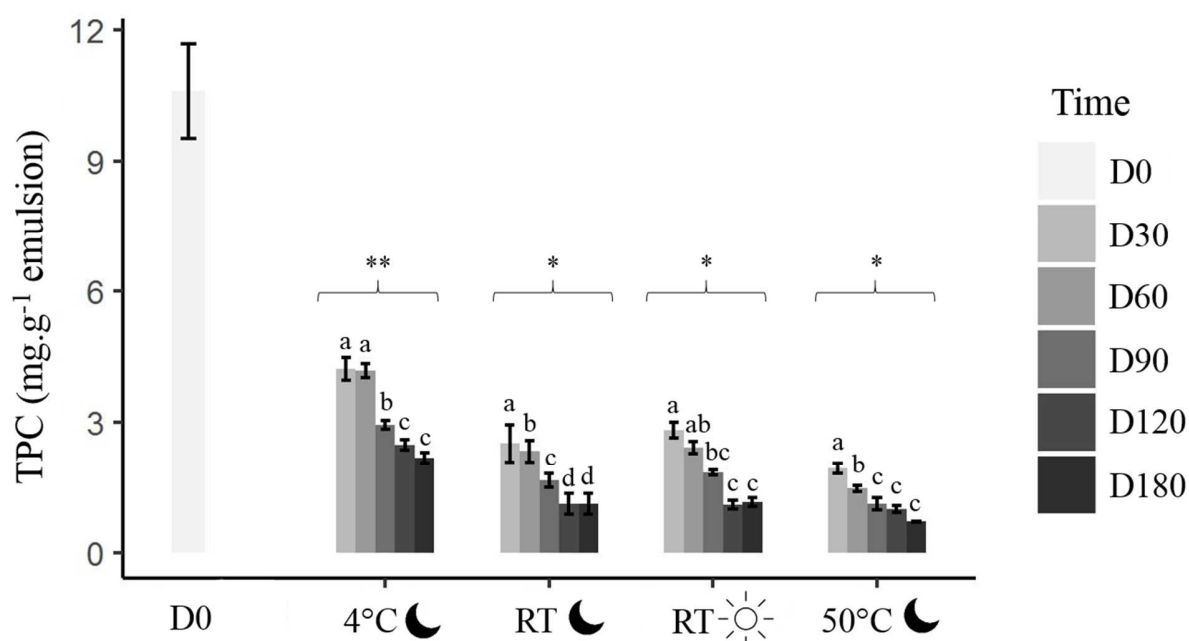 TPC (mg.g⁻¹ emulsion)
12
9
6
3
0
** * * *
a a b c c
a b c d d
a ab bc c c
a b c c c
D0 4°C RT RT 50°C
Time
D0
D30
D60
D90
D120
D180